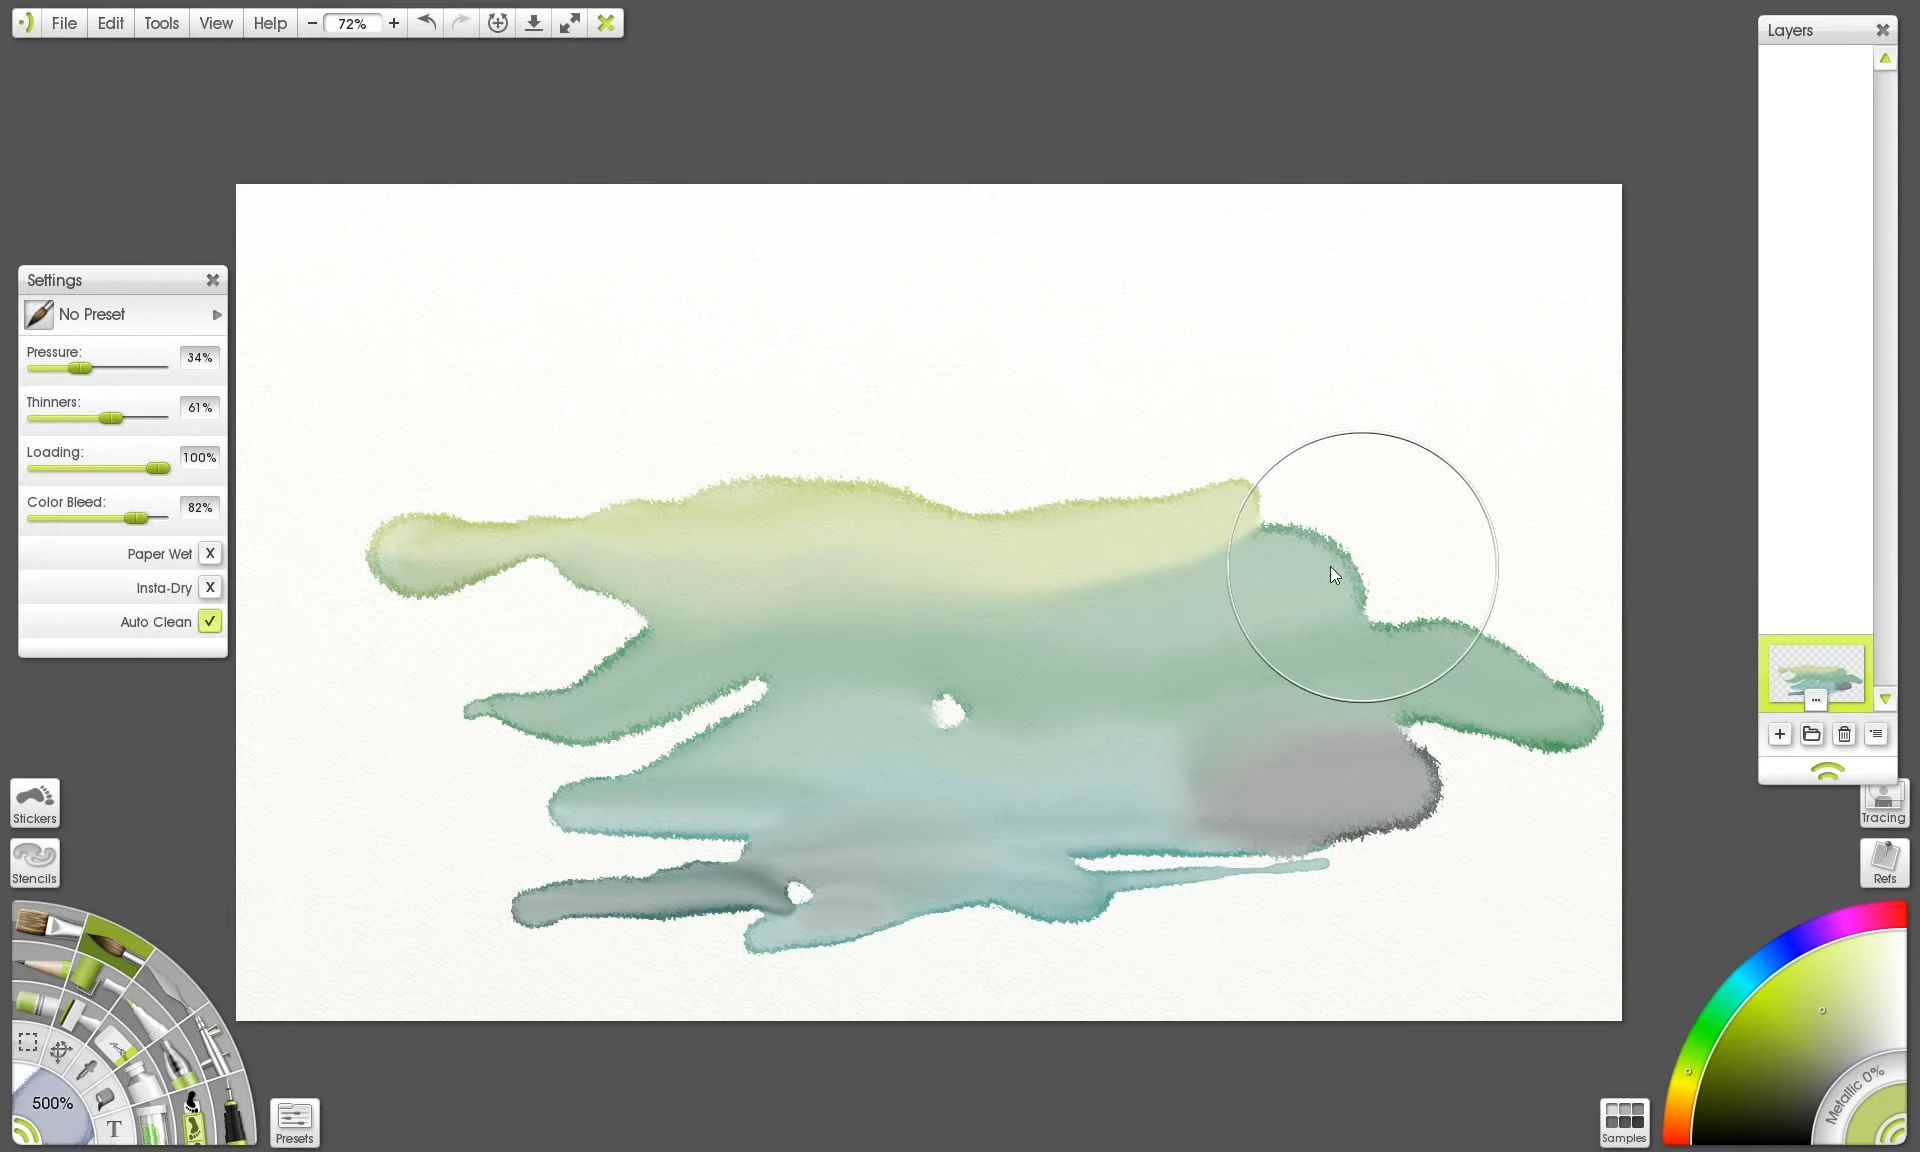 File Edit Tools View Help 72%
Layers
Settings
No Preset
Pressure: 34%
Thinners: 61%
Loading: 100%
Color Bleed: 82%
Paper Wet X
Insta-Dry X
Auto Clean
Stickers
Stencils
Tracing
Refs
500%
T
Presets
Samples
Metallic 0%